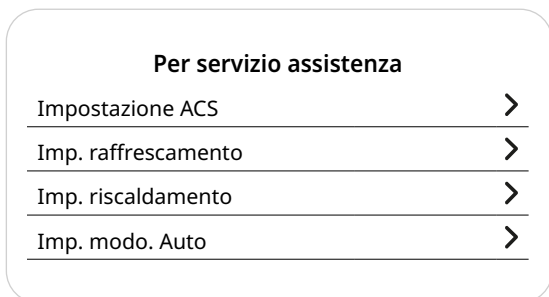 Per servizio assistenza
Impostazione ACS
Imp. raffrescamento
Imp. riscaldamento
Imp. modo. Auto